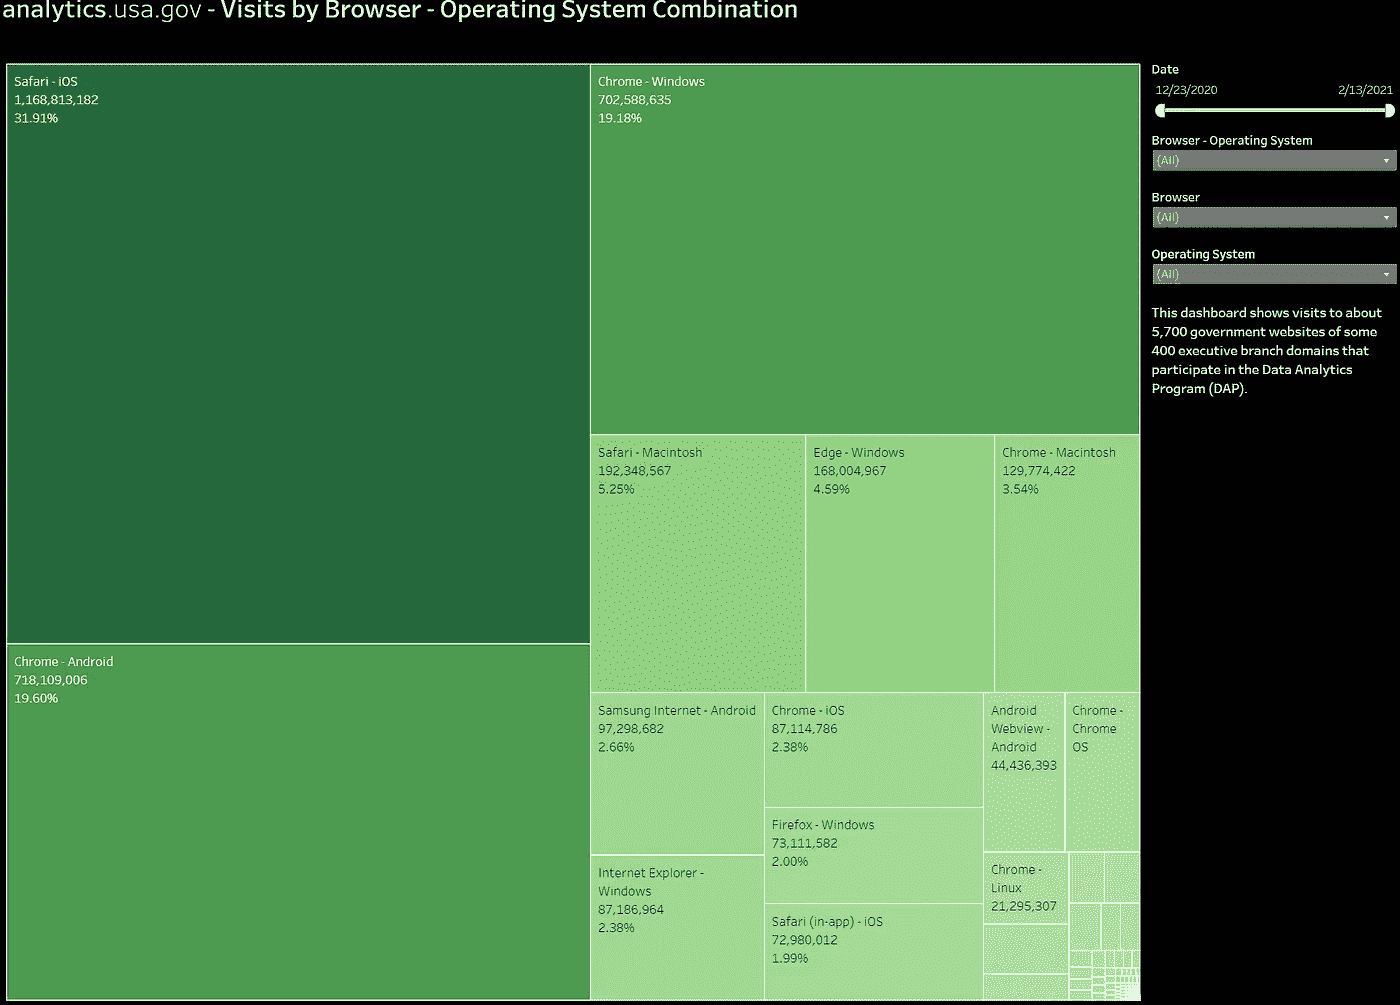 analytics.usa.gov - Visits by Browser - Operating System Combination
Safari - iOS
1,168,813,182
31.91%
Chrome - Android
718,109,006
19.60%
Chrome - Windows
702,588,635
19.18%
Safari - Macintosh
192,348,567
5.25%
Edge - Windows
168,004,967
4.59%
Chrome - Macintosh
129,774,422
3.54%
Samsung Internet - Android
97,298,682
2.66%
Internet Explorer -
Windows
87,186,964
2.38%
Chrome - iOS
87,114,786
2.38%
Firefox - Windows
73,111,582
2.00%
Safari (in-app) - iOS
72,980,012
1.99%
Android
Webview -
Android
44,436,393
Chrome -
Chrome
OS
Chrome -
Linux
21,295,307
Date
12/23/2020
2/13/2021
Browser - Operating System
(All)
Browser
(All)
Operating System
(All)
This dashboard shows visits to about
5,700 government websites of some
400 executive branch domains that
participate in the Data Analytics
Program (DAP).